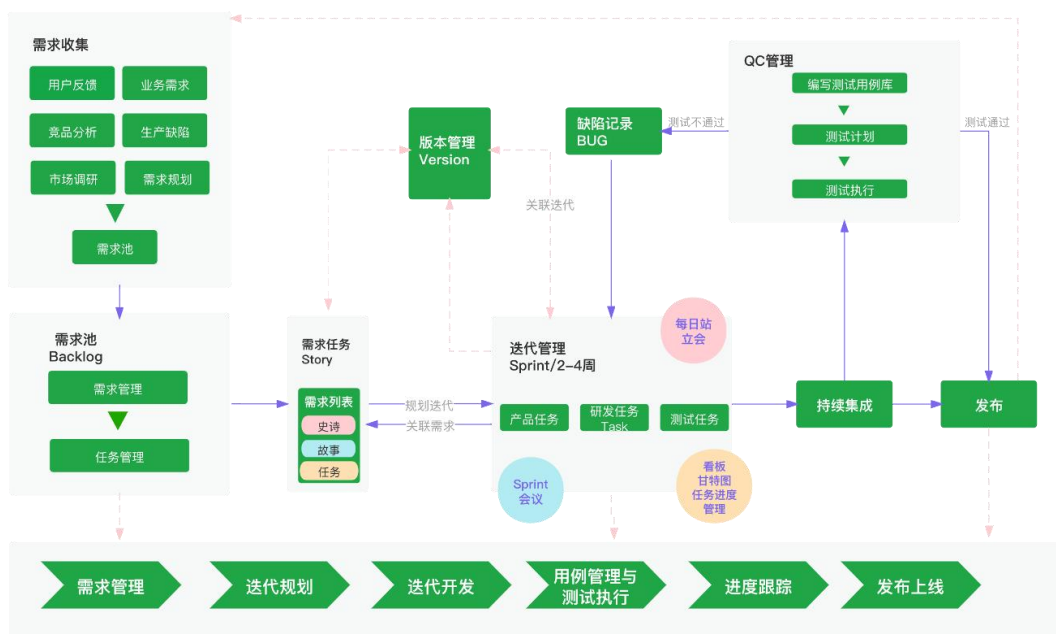 需求收集
用户反馈
业务需求
竞品分析
生产缺陷
市场调研
需求规划
需求池
需求池
Backlog
需求管理
任务管理
版本管理
Version
关联迭代
缺陷记录
BUG
测试不通过
QC管理
编写测试用例库
测试计划
测试执行
测试通过
需求任务
Story
需求列表
史诗
故事
任务
规划迭代
关联需求
迭代管理
Sprint/2-4周
每日站
立会
产品任务
研发任务
Task
测试任务
Sprint
会议
看板
甘特图
任务进度
管理
持续集成
发布
需求管理
迭代规划
迭代开发
用例管理与
测试执行
进度跟踪
发布上线